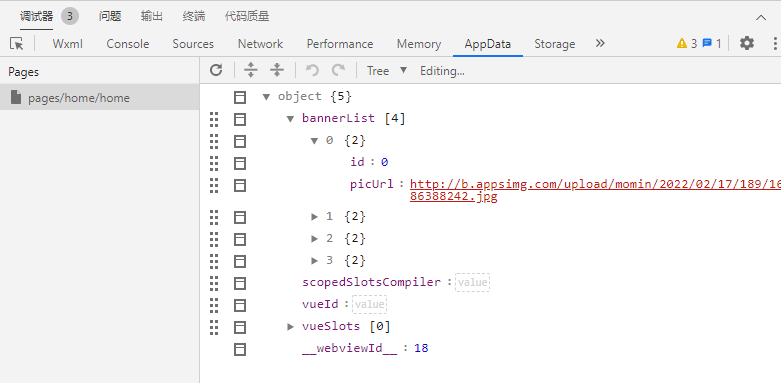 调试器 3 问题 输出 终端 代码质量
Wxml Console Sources Network Performance Memory AppData Storage 3 1
Pages Tree Editing...
pages/home/home
object {5}
bannerList [4]
0 {2}
id : 0
picUrl : http://b.appsimg.com/upload/momin/2022/02/17/189/16
86388242.jpg
1 {2}
2 {2}
3 {2}
scopedSlotsCompiler : value
vueId : value
vueSlots [0]
__webviewId__ : 18